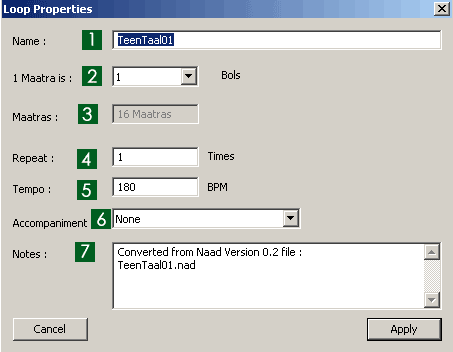 Loop Properties
Name : 1 TeenTaal01
1 Maatra is : 2 1 Bols
Maatras : 3 16 Maatras
Repeat : 4 1 Times
Tempo : 5 180 BPM
Accompaniment 6 None
Notes : 7 Converted from Naad Version 0.2 file :
TeenTaal01.nad
Cancel Apply